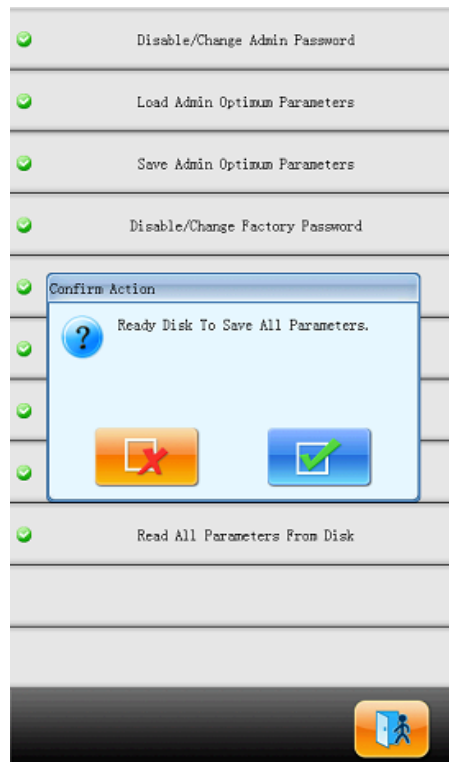 Disable/Change Admin Password
Load Admin Optimum Parameters
Save Admin Optimum Parameters
Disable/Change Factory Password
Confirm Action
Ready Disk To Save All Parameters.
Read All Parameters From Disk